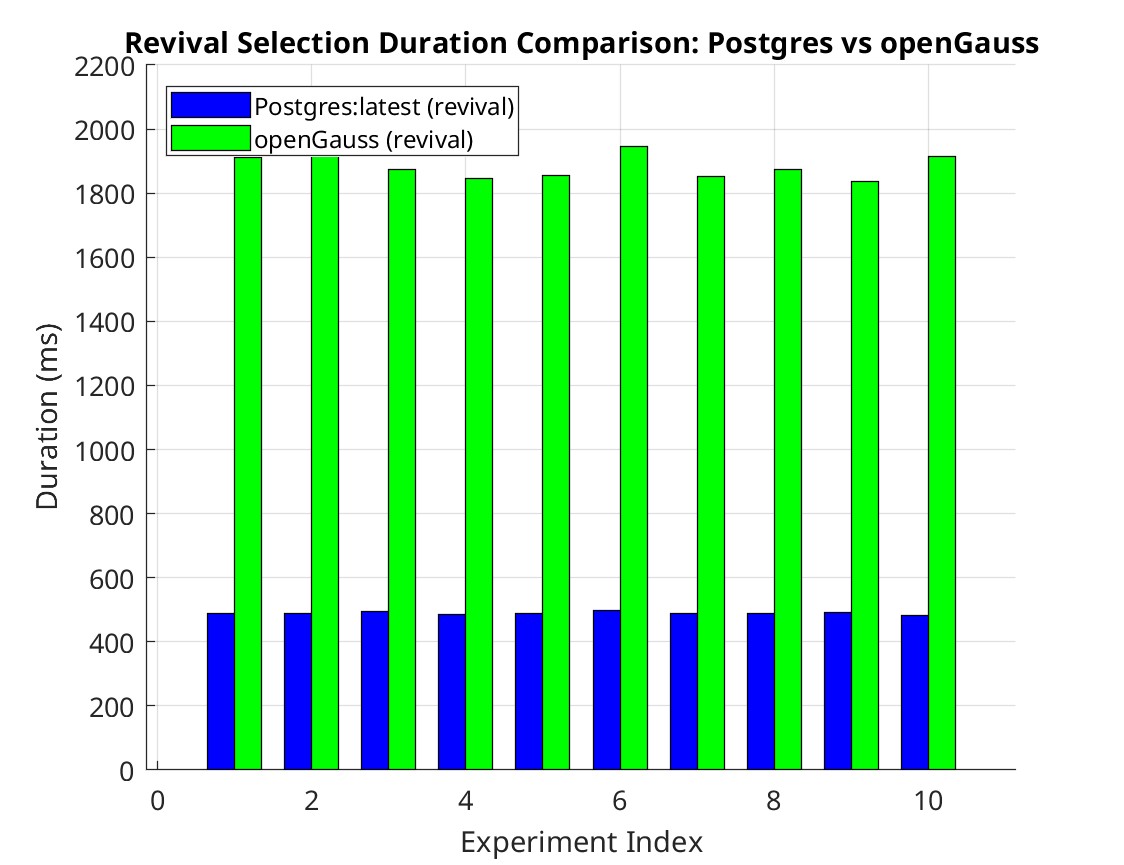 Revival Selection Duration Comparison: Postgres vs openGauss
2200
2000
1800
1600
1400
1200
1000
800
600
400
200
0
Postgres:latest (revival)
openGauss (revival)
Duration (ms)
0 2 4 6 8 10
Experiment Index